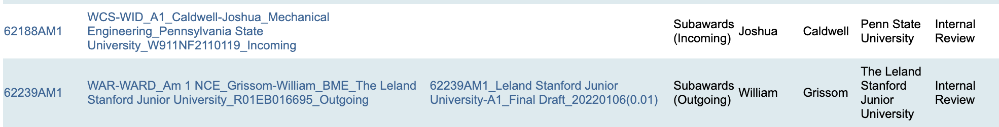 62188AM1
WCS-WID_A1_Caldwell-Joshua_Mechanical
Engineering_Pennsylvania State
University_W911NF2110119_Incoming
Subawards
(Incoming)
Joshua
Caldwell
Penn State
University
Internal
Review
62239AM1
WAR-WARD_Am 1 NCE_Grissom-William_BME_The Leland
Stanford Junior University_R01EB016695_Outgoing
62239AM1_Leland Stanford Junior
University-A1_Final Draft_20220106(0.01)
Subawards
(Outgoing)
William
Grissom
The Leland
Stanford
Junior
University
Internal
Review